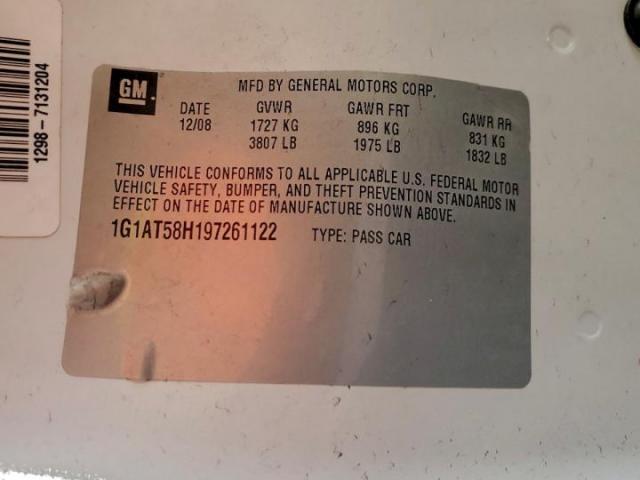 1298 - 7131204
GM
MFD BY GENERAL MOTORS CORP.
DATE GVWR GAWR FRT GAWR RR
12/08 1727 KG 896 KG 831 KG
3807 LB 1975 LB 1832 LB
THIS VEHICLE CONFORMS TO ALL APPLICABLE U.S. FEDERAL MOTOR
VEHICLE SAFETY, BUMPER, AND THEFT PREVENTION STANDARDS IN
EFFECT ON THE DATE OF MANUFACTURE SHOWN ABOVE.
1G1AT58H197261122 TYPE: PASS CAR